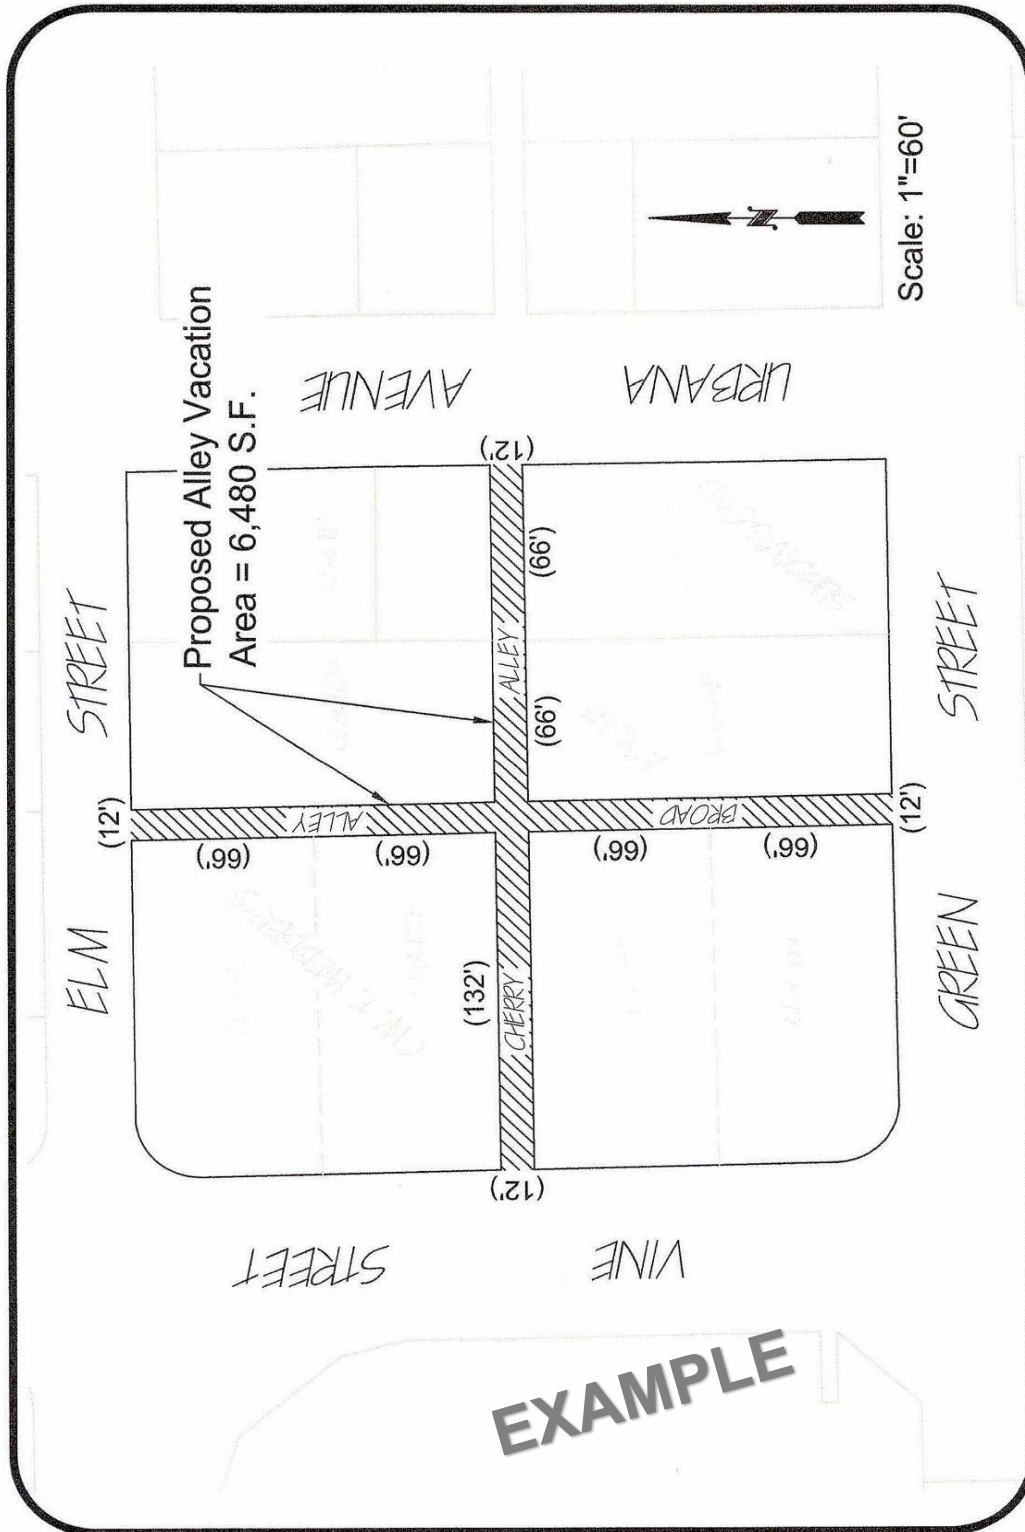 ELM STREET
Proposed Alley Vacation
Area = 6,480 S.F.
(12')
(66')
(66')
ALLEY
(132')
CHERRY ALLEY
(66')
(66')
(12')
(12')
(66')
(66')
BROAD
(12')
STREET
VINE
AVENUE
URBANA
GREEN STREET
N
Scale: 1"=60'
EXAMPLE